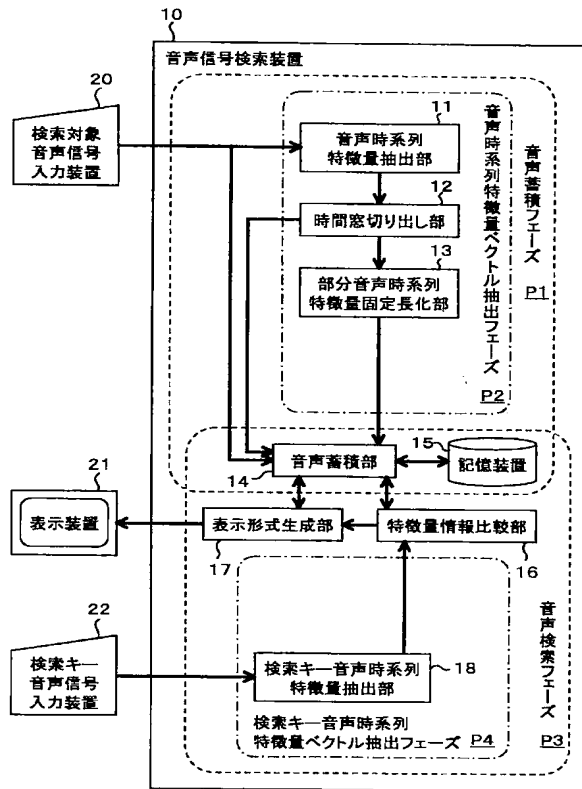 10
音声信号検索装置
20
検索対象
音声信号
入力装置
11
音声時系列
特徴量抽出部
12
時間窓切り出し部
13
部分音声時系列
特徴量固定長化部
音声時系列特徴量ベクトル抽出フェーズ
P2
音声蓄積フェーズ
P1
音声蓄積部
14
15
記憶装置
21
表示装置
表示形式生成部
17
特徴量情報比較部
16
22
検索キー
音声信号
入力装置
検索キー音声時系列
特徴量抽出部
18
検索キー音声時系列
特徴量ベクトル抽出フェーズ P4
音声検索フェーズ
P3